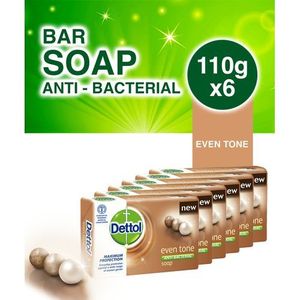 BAR
SOAP
ANTI - BACTERIAL
110g
x6
EVEN TONE
new
new
new
new
new
new
Dettol
MAXIMUM
PROTECTION
even tone
ANTI-BACTERIAL
soap